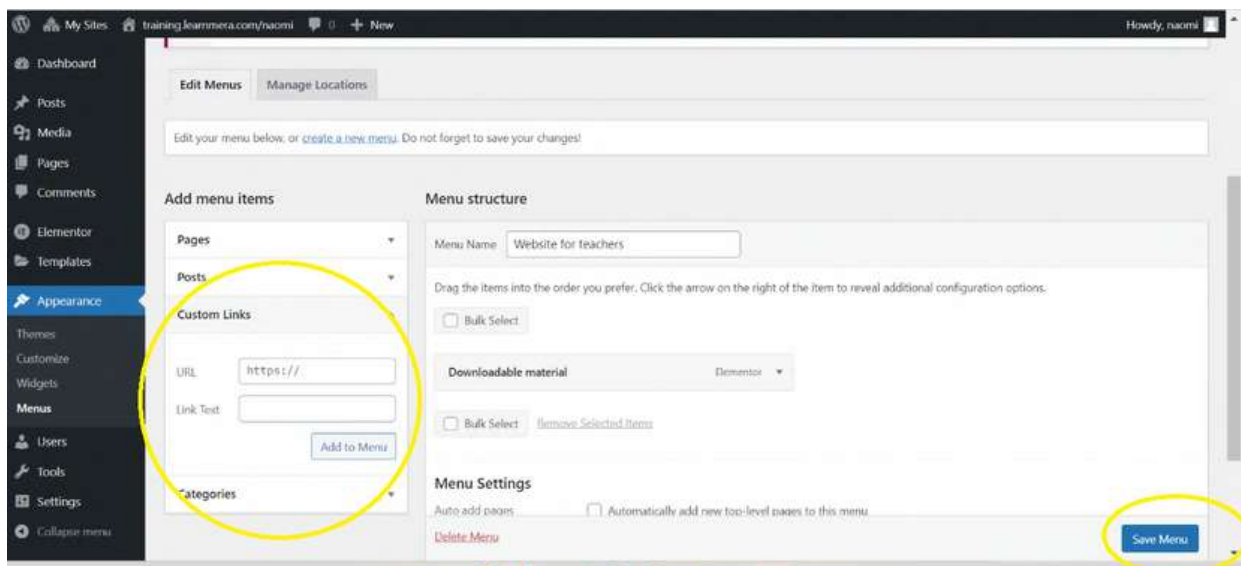 My Sites training.learnmera.com/naomi 0 + New Howdy, naomi
Dashboard
Posts
Media
Pages
Comments
Elementor
Templates
Appearance
Themes
Customize
Widgets
Menus
Users
Tools
Settings
Collapse menu
Edit Menus Manage Locations
Edit your menu below, or create a new menu. Do not forget to save your changes!
Add menu items
Pages
Posts
Custom Links
URL https://
Link Text
Add to Menu
Categories
Menu structure
Menu Name Website for teachers
Drag the items into the order you prefer. Click the arrow on the right of the item to reveal additional configuration options.
Bulk Select
Downloadable material Elementor
Bulk Select Remove Selected Items
Menu Settings
Auto add pages Automatically add new top-level pages to this menu
Delete Menu Save Menu